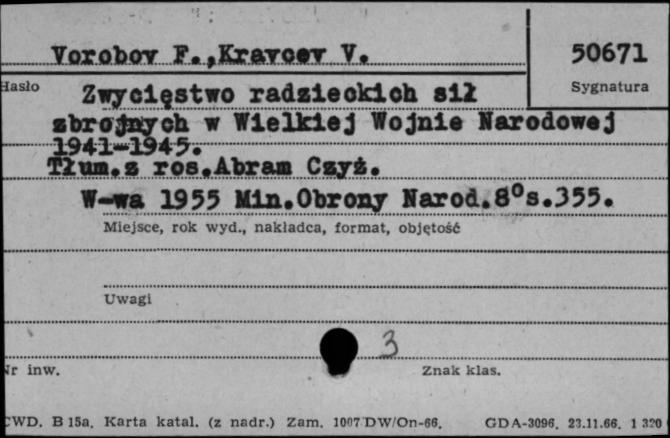 Vorobov F.,Kravcev V.
50671
Hasło
Sygnatura
Zwycięstwo radzieckich sił
zbrojnych w Wielkiej Wojnie Narodowej
1941-1945.
Tłum.z ros.Abram Czyż.
W-wa 1955 Min.Obrony Narod.8⁰s.355.
Miejsce, rok wyd., nakładca, format, objętość
Uwagi
3
Nr inw.
Znak klas.
CWD. B 15a. Karta katal. (z nadr.) Zam. 1007 DW/On-66. GDA-3096. 23.11.66. 1 320